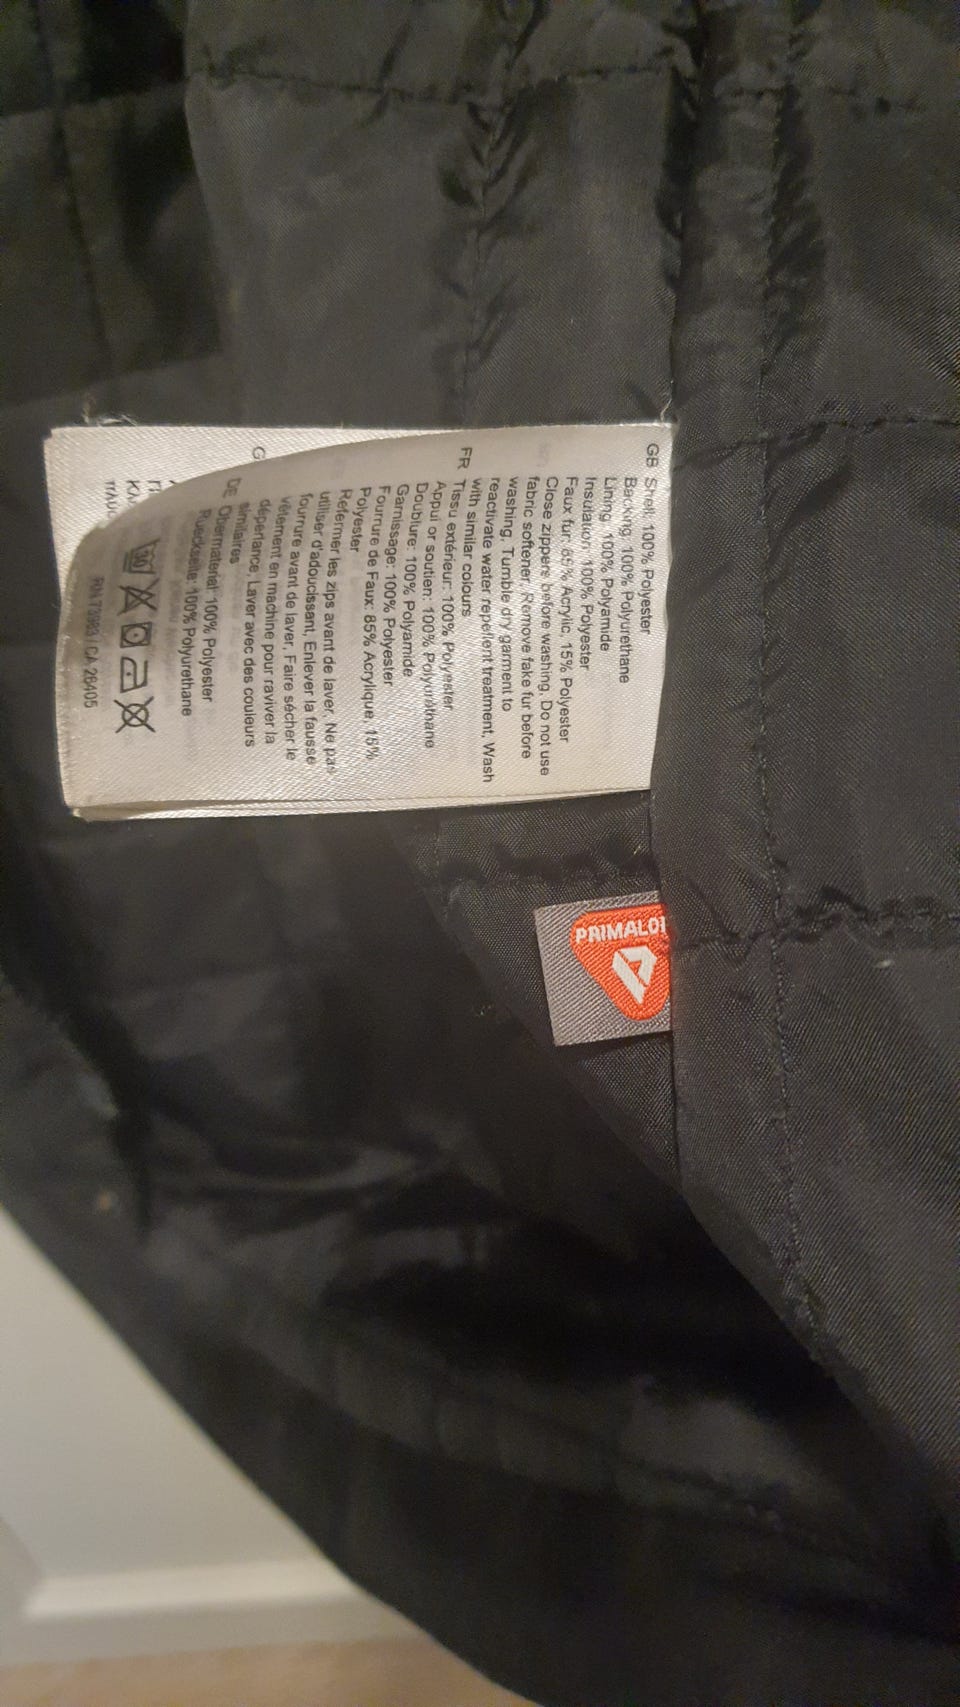 GB Shell: 100% Polyester
Backing: 100% Polyurethane
Lining: 100% Polyamide
Insulation: 100% Polyester
Faux fur: 85% Acrylic, 15% Polyester
Close zippers before washing, Do not use
fabric softener, Remove fake fur before
washing, Tumble dry garment to
reactivate water repellent treatment, Wash
with similar colours
FR Tissu extérieur: 100% Polyester
Appui or soutien: 100% Polyuréthane
Doublure: 100% Polyamide
Garnissage: 100% Polyester
Fourrure de Faux: 85% Acrylique, 15%
Polyester
Refermer les zips avant de laver, Ne pas
utiliser d'adoucissant, Enlever la fausse
fourrure avant de laver, Faire sécher le
vêtement en machine pour raviver la
déperlance, Laver avec des couleurs
similaires
DE Obermaterial: 100% Polyester
Rueckseite: 100% Polyurethane
30
RN 73983 / CA 26405
PRIMALOF